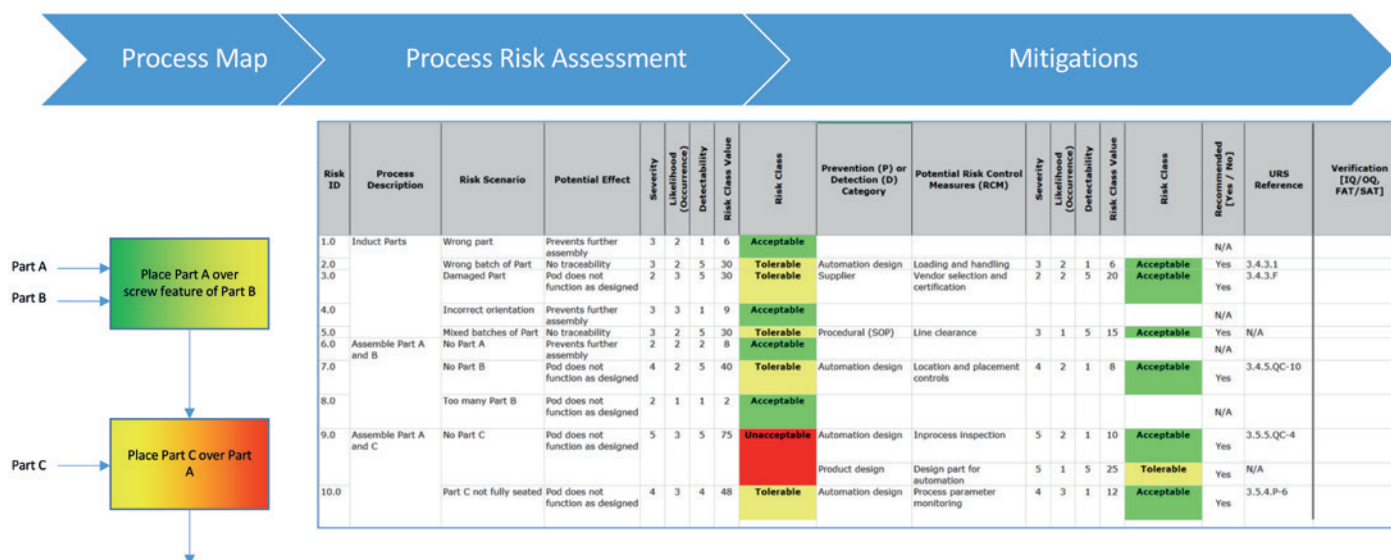 Process Map
Process Risk Assessment
Mitigations
Part A
Part B
Place Part A over
screw feature of Part B
Part C
Place Part C over Part
A
Risk ID Process Description Risk Scenario Potential Effect Severity Likelihood (Occurrence) Detectability Risk Class Value Risk Class Prevention (P) or Detection (D) Category Potential Risk Control Measures (RCM) Severity Likelihood (Occurrence) Detectability Risk Class Value Risk Class Recommended [Yes / No] URS Reference Verification [IQ/OQ, FAT/SAT]
1.0 Induct Parts Wrong part Prevents further assembly 3 2 1 6 Acceptable N/A
2.0 Wrong batch of Part No traceability 3 2 5 30 Tolerable Automation design Loading and handling 3 2 1 6 Acceptable Yes 3.4.3.1
3.0 Damaged Part Pod does not function as designed 2 3 5 30 Tolerable Supplier Vendor selection and certification 2 2 5 20 Acceptable Yes 3.4.3.F
4.0 Incorrect orientation Prevents further assembly 3 3 1 9 Acceptable N/A
5.0 Mixed batches of Part No traceability 3 2 5 30 Tolerable Procedural (SOP) Line clearance 3 1 5 15 Acceptable Yes N/A
6.0 Assemble Part A and B No Part A Prevents further assembly 2 2 2 8 Acceptable N/A
7.0 No Part B Pod does not function as designed 4 2 5 40 Tolerable Automation design Location and placement controls 4 2 1 8 Acceptable Yes 3.4.5.QC-10
8.0 Too many Part B Pod does not function as designed 2 1 1 2 Acceptable N/A
9.0 Assemble Part A and C No Part C Pod does not function as designed 5 3 5 75 Unacceptable Automation design Inprocess inspection 5 2 1 10 Acceptable Yes 3.5.5.QC-4
Product design Design part for automation 5 1 5 25 Tolerable Yes N/A
10.0 Part C not fully seated Pod does not function as designed 4 3 4 48 Tolerable Automation design Process parameter monitoring 4 3 1 12 Acceptable Yes 3.5.4.P-6